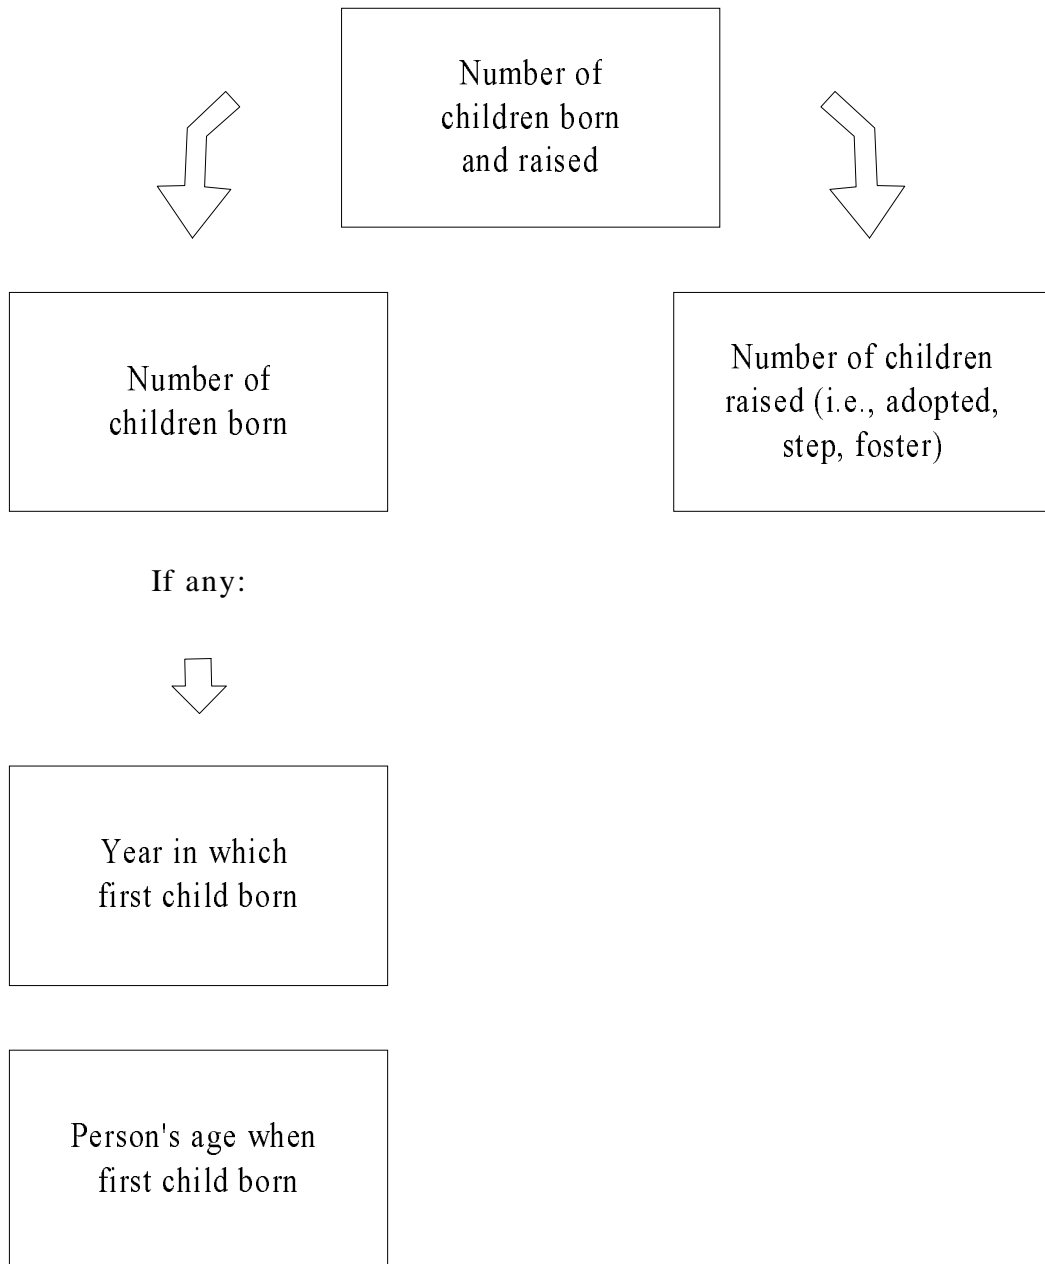 Number of
children born
and raised
Number of
children born
Number of children
raised (i.e., adopted,
step, foster)
If any:
Year in which
first child born
Person's age when
first child born